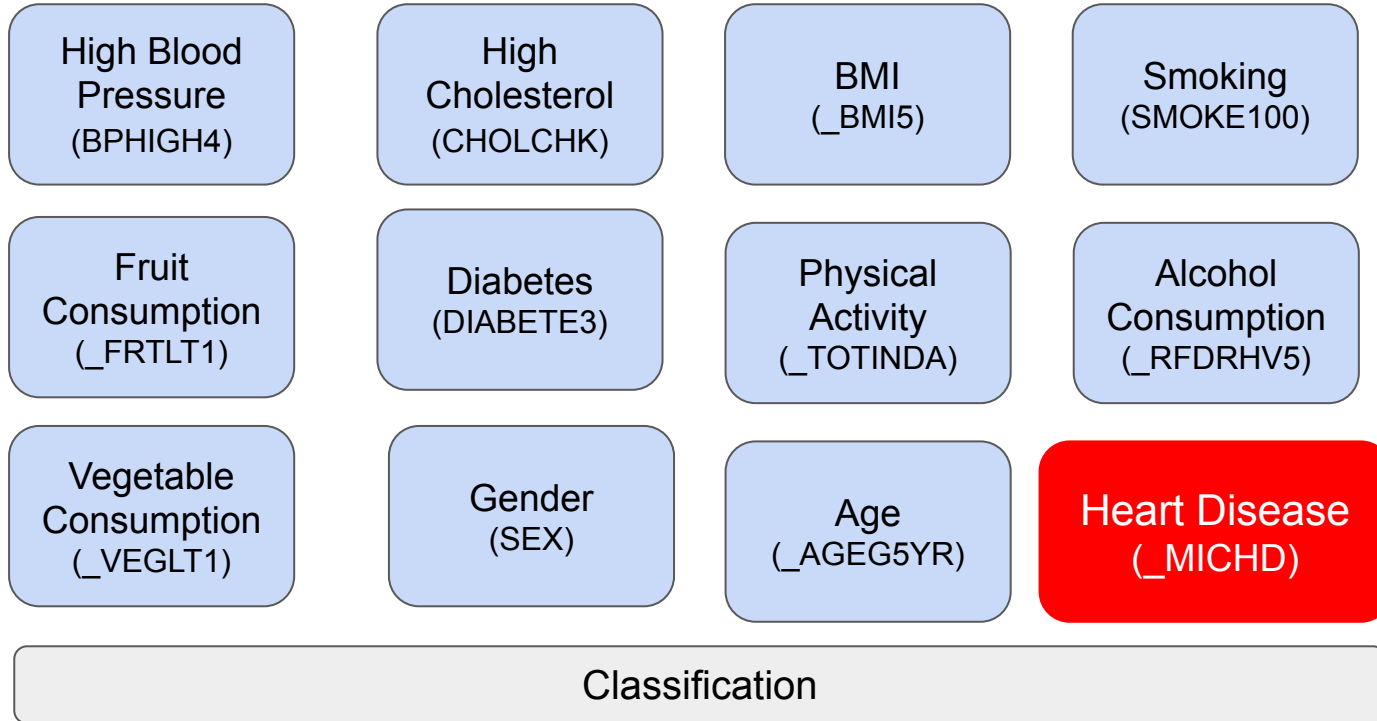 High Blood
Pressure
(BPHIGH4)
High
Cholesterol
(CHOLCHK)
BMI
(_BMI5)
Smoking
(SMOKE100)
Fruit
Consumption
(_FRTLT1)
Diabetes
(DIABETE3)
Physical
Activity
(_TOTINDA)
Alcohol
Consumption
(_RFDRHV5)
Vegetable
Consumption
(_VEGLT1)
Gender
(SEX)
Age
(_AGEG5YR)
Heart Disease
(_MICHD)
Classification